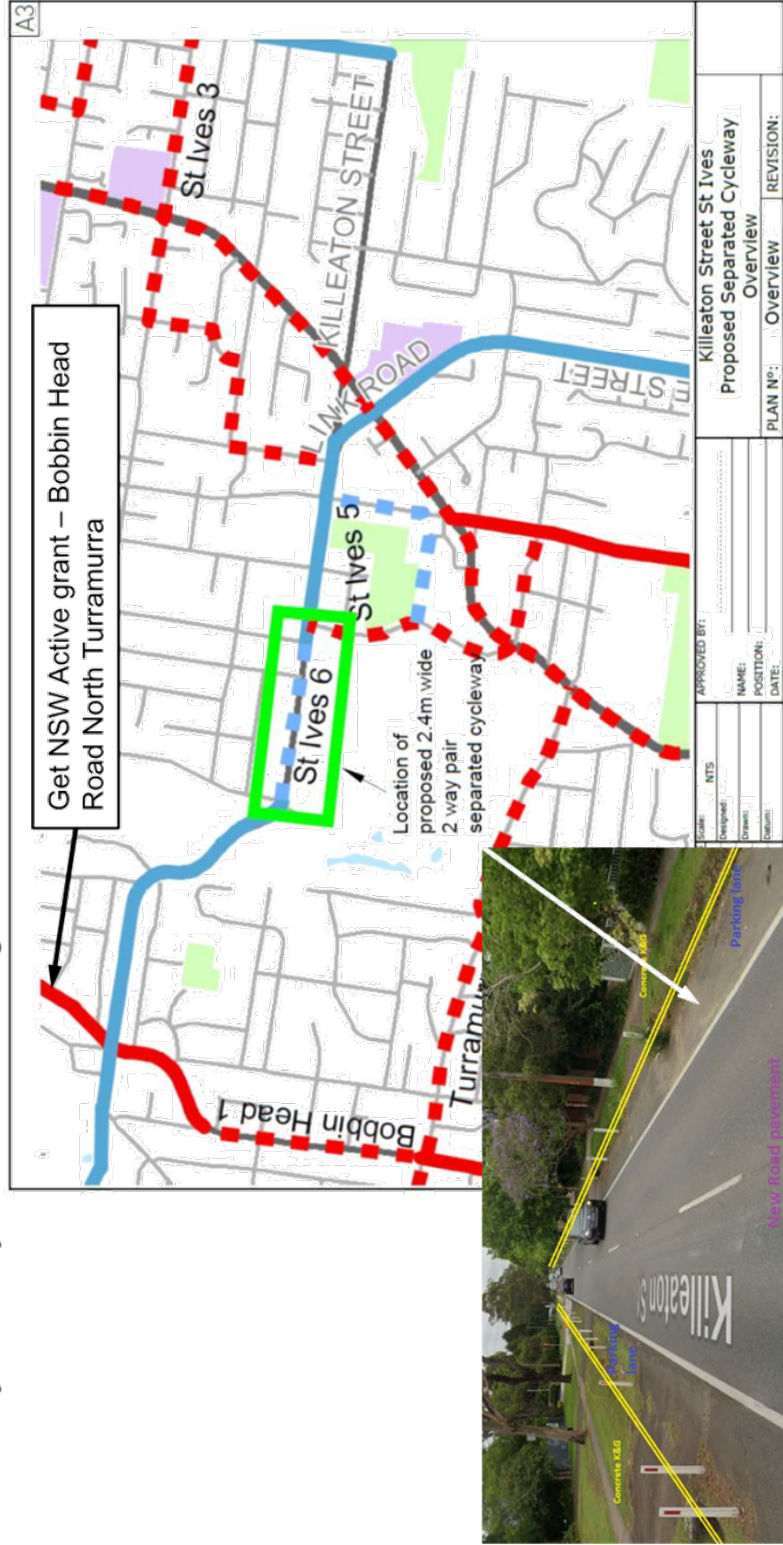 A3
Get NSW Active grant – Bobbin Head
Road North Turramurra
St Ives 3
KILLEATON STREET
LINK ROAD
E STREET
St Ives 5
St Ives 6
Location of
proposed 2.4m wide
2 way pair
separated cycleway
Bobbin Head 1
Turramur
Killeaton Street St Ives
Proposed Separated Cycleway
Overview
PLAN Nº:
Overview
REVISION:
APPROVED BY:
NAME:
POSITION:
DATE:
Scale:
NTS
Designed:
Drawn:
Datum:
Concrete K&G
Parking
lane
Killeaton S
Concrete K&G
Parking lane
New Road pavement